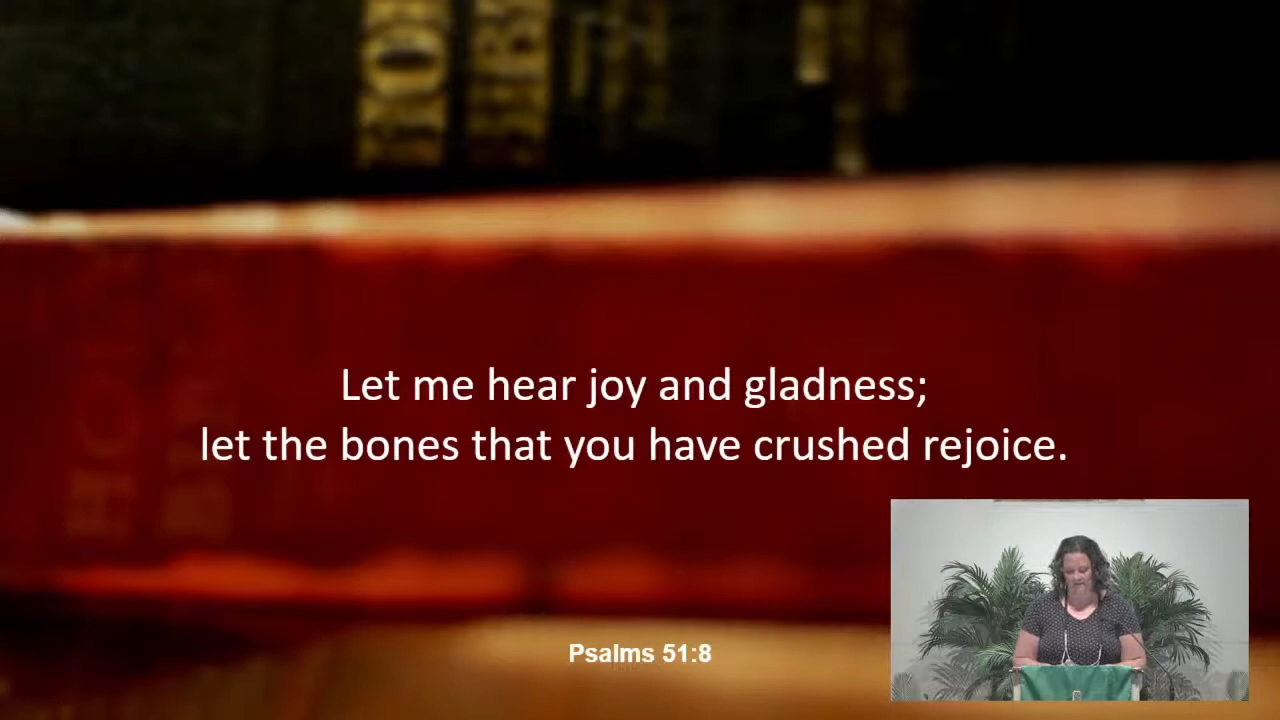 Let me hear joy and gladness;
let the bones that you have crushed rejoice.
Psalms 51:8